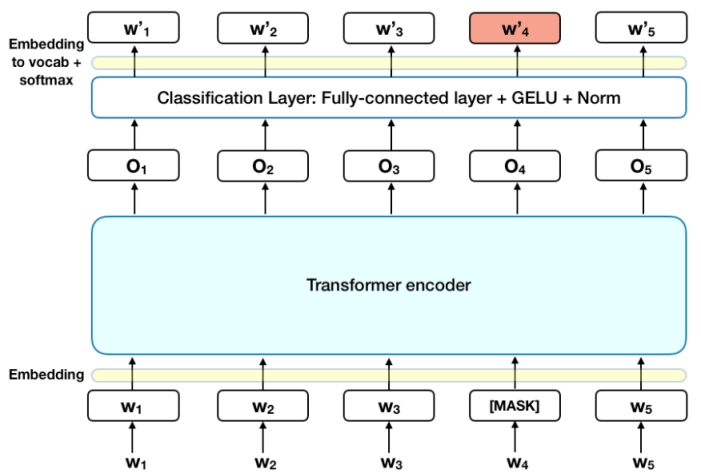 w’₁ w’₂ w’₃ w’₄ w’₅
Embedding
to vocab +
softmax
Classification Layer: Fully-connected layer + GELU + Norm
O₁ O₂ O₃ O₄ O₅
Transformer encoder
Embedding
w₁ w₂ w₃ [MASK] w₅
w₁ w₂ w₃ w₄ w₅